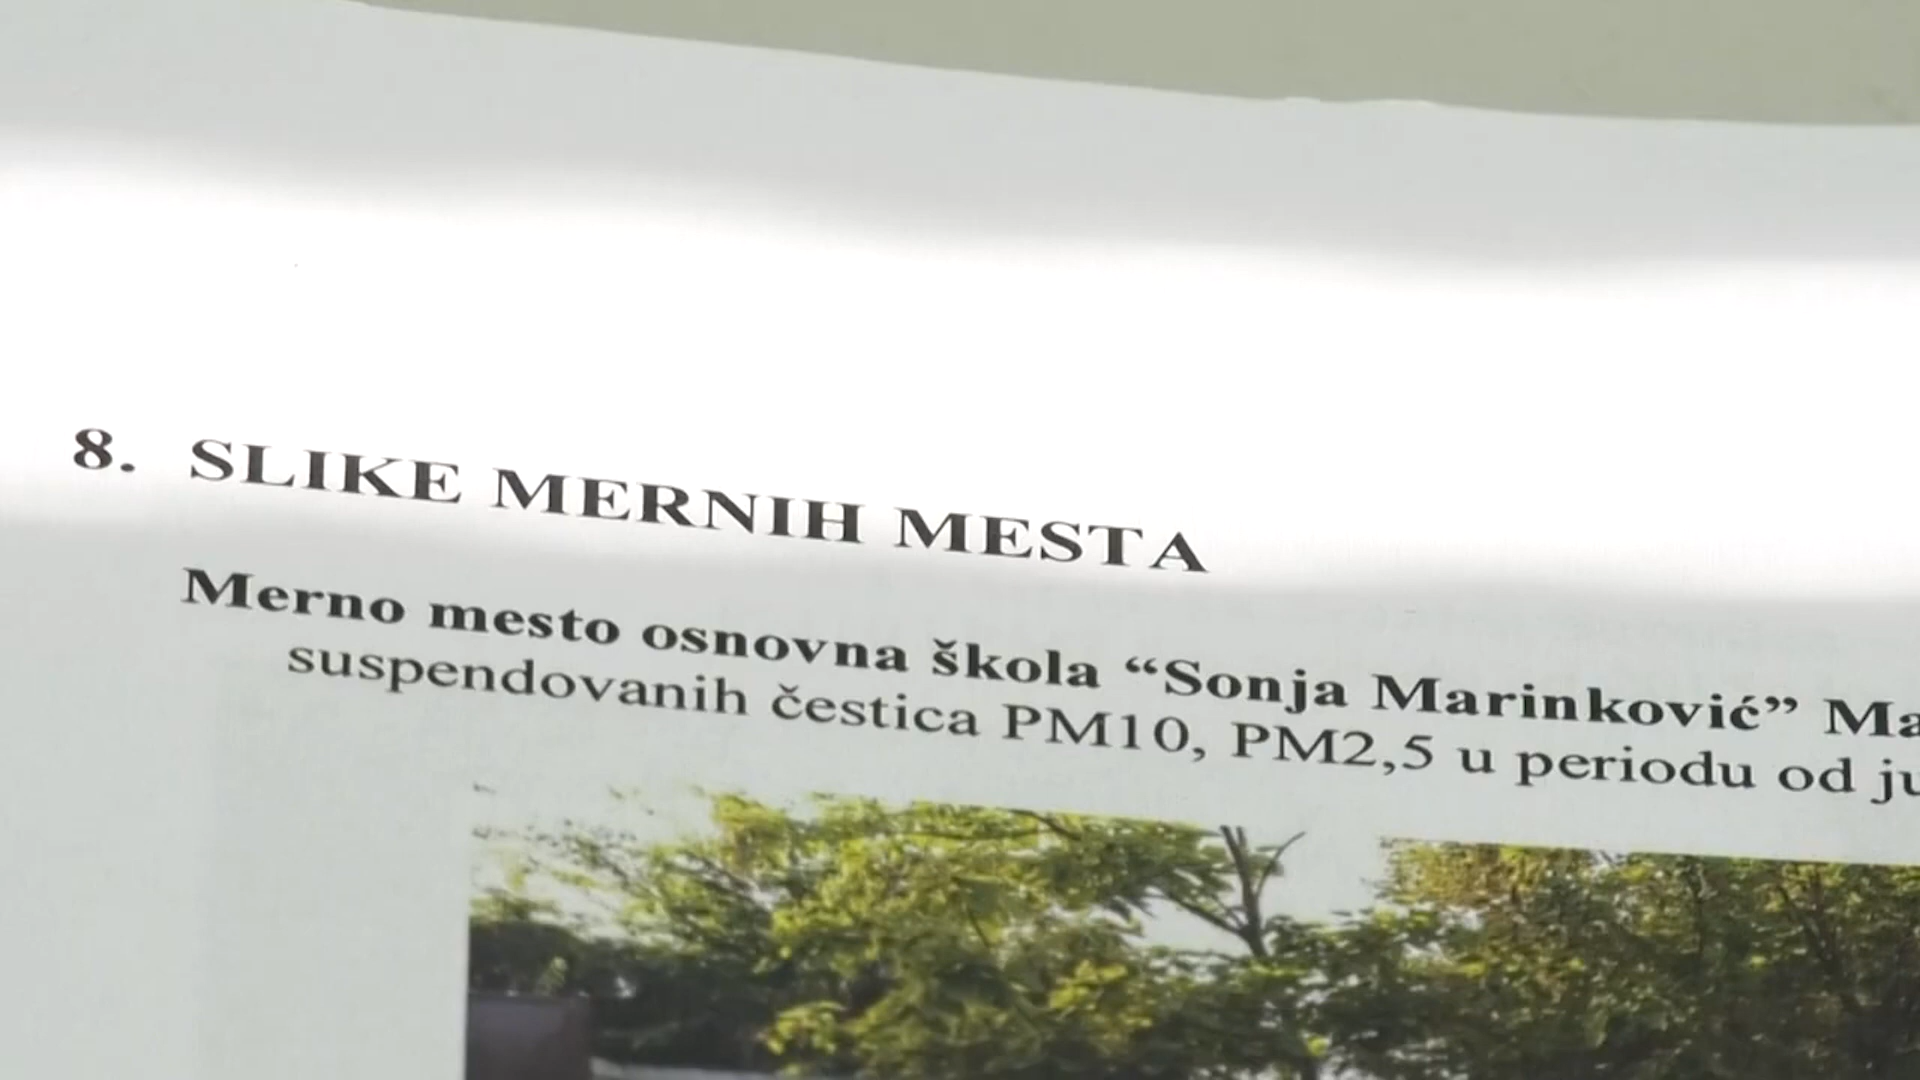 8. SLIKE MERNIH MESTA
Merno mesto osnovna škola “Sonja Marinković”
suspendovanih čestica PM10, PM2,5 u periodu od